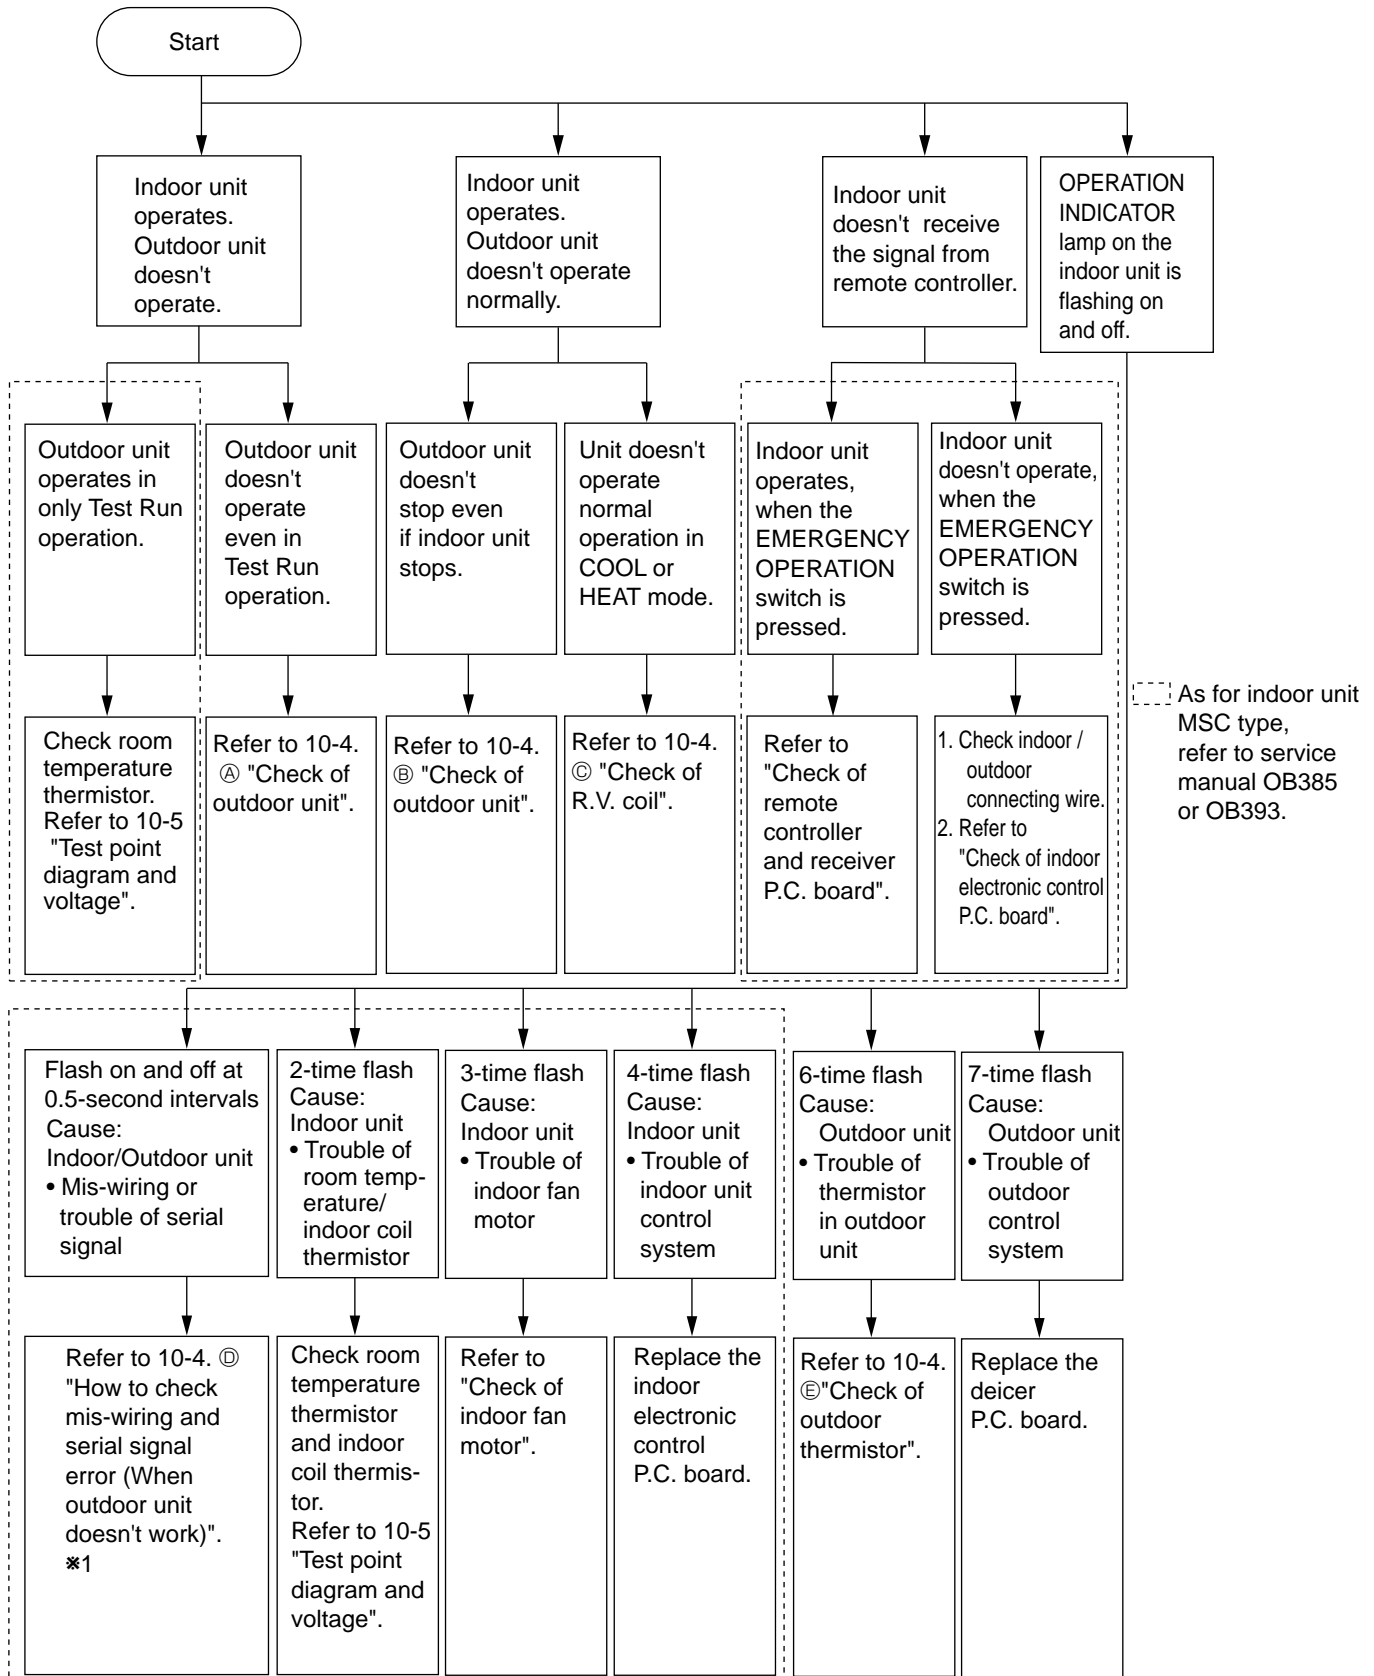 Start
Indoor unit
operates.
Outdoor unit
doesn't
operate.
Indoor unit
operates.
Outdoor unit
doesn't operate
normally.
Indoor unit
doesn't receive
the signal from
remote controller.
OPERATION
INDICATOR
lamp on the
indoor unit is
flashing on
and off.
Outdoor unit
operates in
only Test Run
operation.
Outdoor unit
doesn't
operate
even in
Test Run
operation.
Outdoor unit
doesn't
stop even
if indoor unit
stops.
Unit doesn't
operate
normal
operation in
COOL or
HEAT mode.
Indoor unit
operates,
when the
EMERGENCY
OPERATION
switch is
pressed.
Indoor unit
doesn't operate,
when the
EMERGENCY
OPERATION
switch is
pressed.
Check room
temperature
thermistor.
Refer to 10-5
"Test point
diagram and
voltage".
Refer to 10-4.
Ⓐ "Check of
outdoor unit".
Refer to 10-4.
Ⓑ "Check of
outdoor unit".
Refer to 10-4.
Ⓒ "Check of
R.V. coil".
Refer to
"Check of
remote
controller
and receiver
P.C. board".
1. Check indoor /
outdoor
connecting wire.
2. Refer to
"Check of indoor
electronic control
P.C. board".
As for indoor unit
MSC type,
refer to service
manual OB385
or OB393.
Flash on and off at
0.5-second intervals
Cause:
Indoor/Outdoor unit
• Mis-wiring or
trouble of serial
signal
2-time flash
Cause:
Indoor unit
• Trouble of
room temp-
erature/
indoor coil
thermistor
3-time flash
Cause:
Indoor unit
• Trouble of
indoor fan
motor
4-time flash
Cause:
Indoor unit
• Trouble of
indoor unit
control
system
6-time flash
Cause:
Outdoor unit
• Trouble of
thermistor
in outdoor
unit
7-time flash
Cause:
Outdoor unit
• Trouble of
outdoor
control
system
Refer to 10-4. Ⓓ
"How to check
mis-wiring and
serial signal
error (When
outdoor unit
doesn't work)".
※1
Check room
temperature
thermistor
and indoor
coil thermis-
tor.
Refer to 10-5
"Test point
diagram and
voltage".
Refer to
"Check of
indoor fan
motor".
Replace the
indoor
electronic
control
P.C. board.
Refer to 10-4.
Ⓔ"Check of
outdoor
thermistor".
Replace the
deicer
P.C. board.